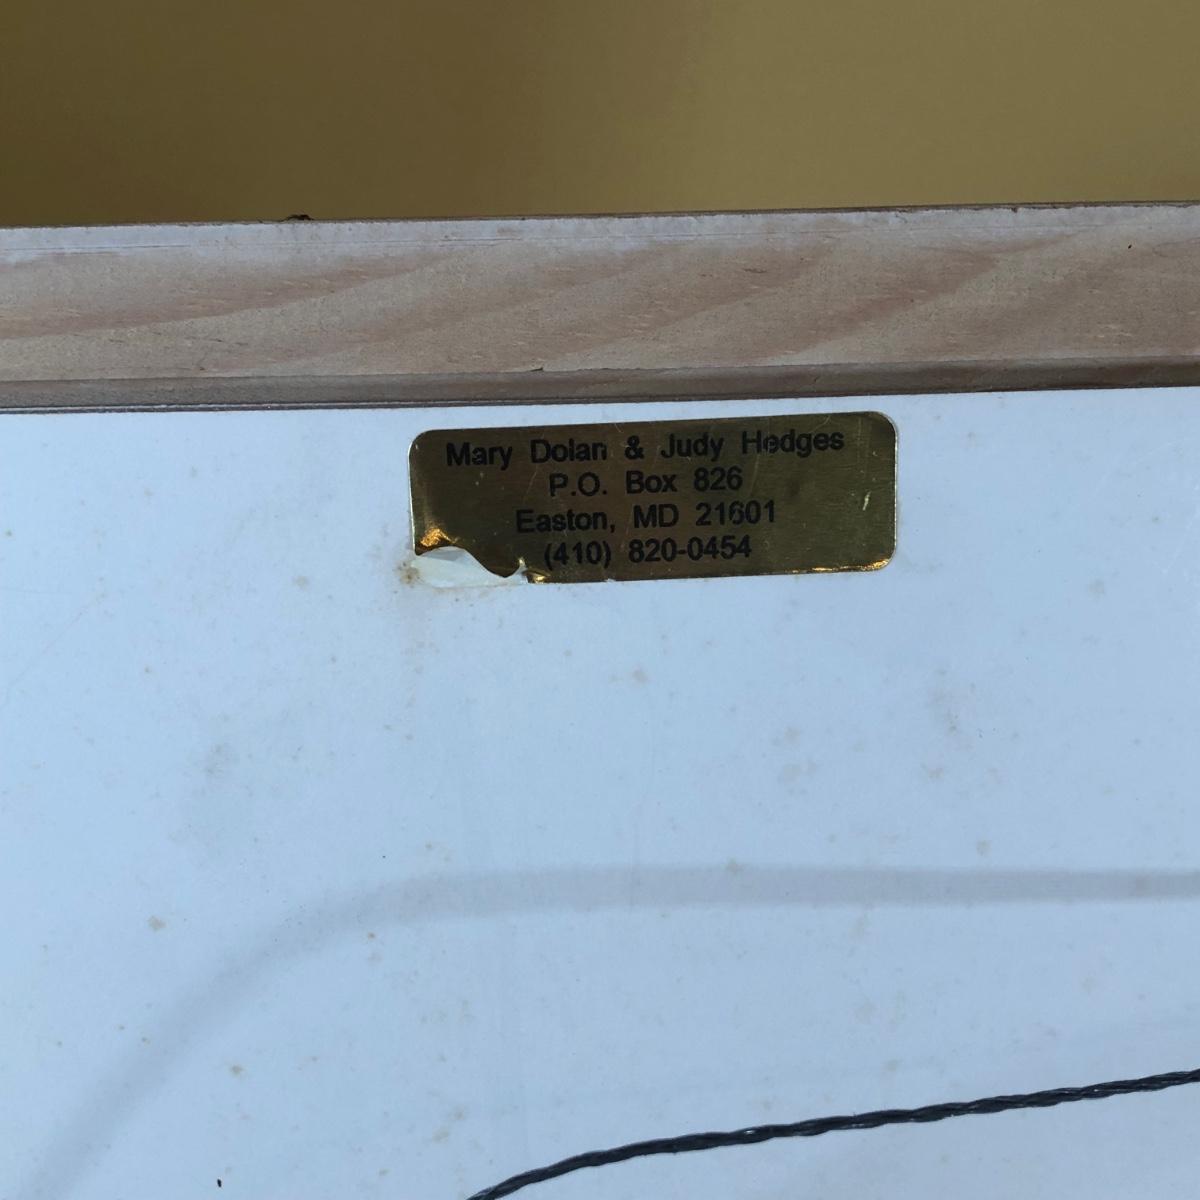 Mary Dolan & Judy Hedges
P.O. Box 826
Easton, MD 21601
(410) 820-0454